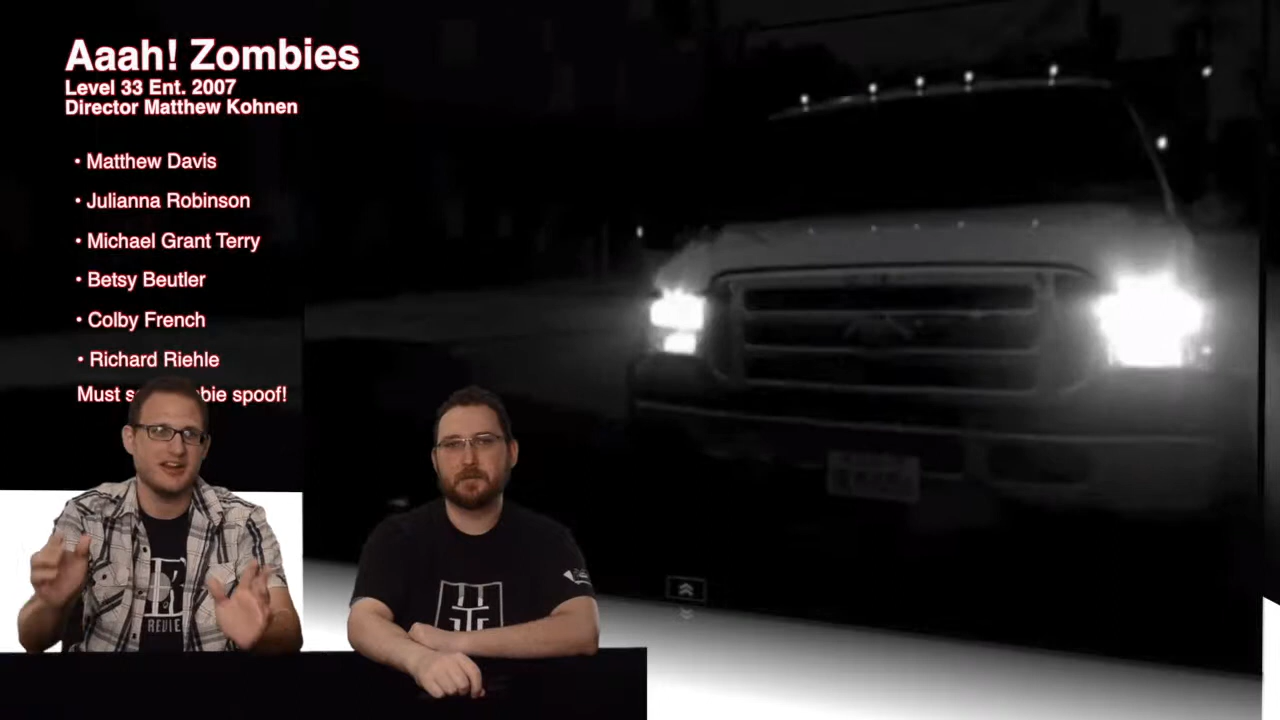 Aaah! Zombies
Level 33 Ent. 2007
Director Matthew Kohnen
• Matthew Davis
• Julianna Robinson
• Michael Grant Terry
• Betsy Beutler
• Colby French
• Richard Riehle
Must spoof!
REVIE